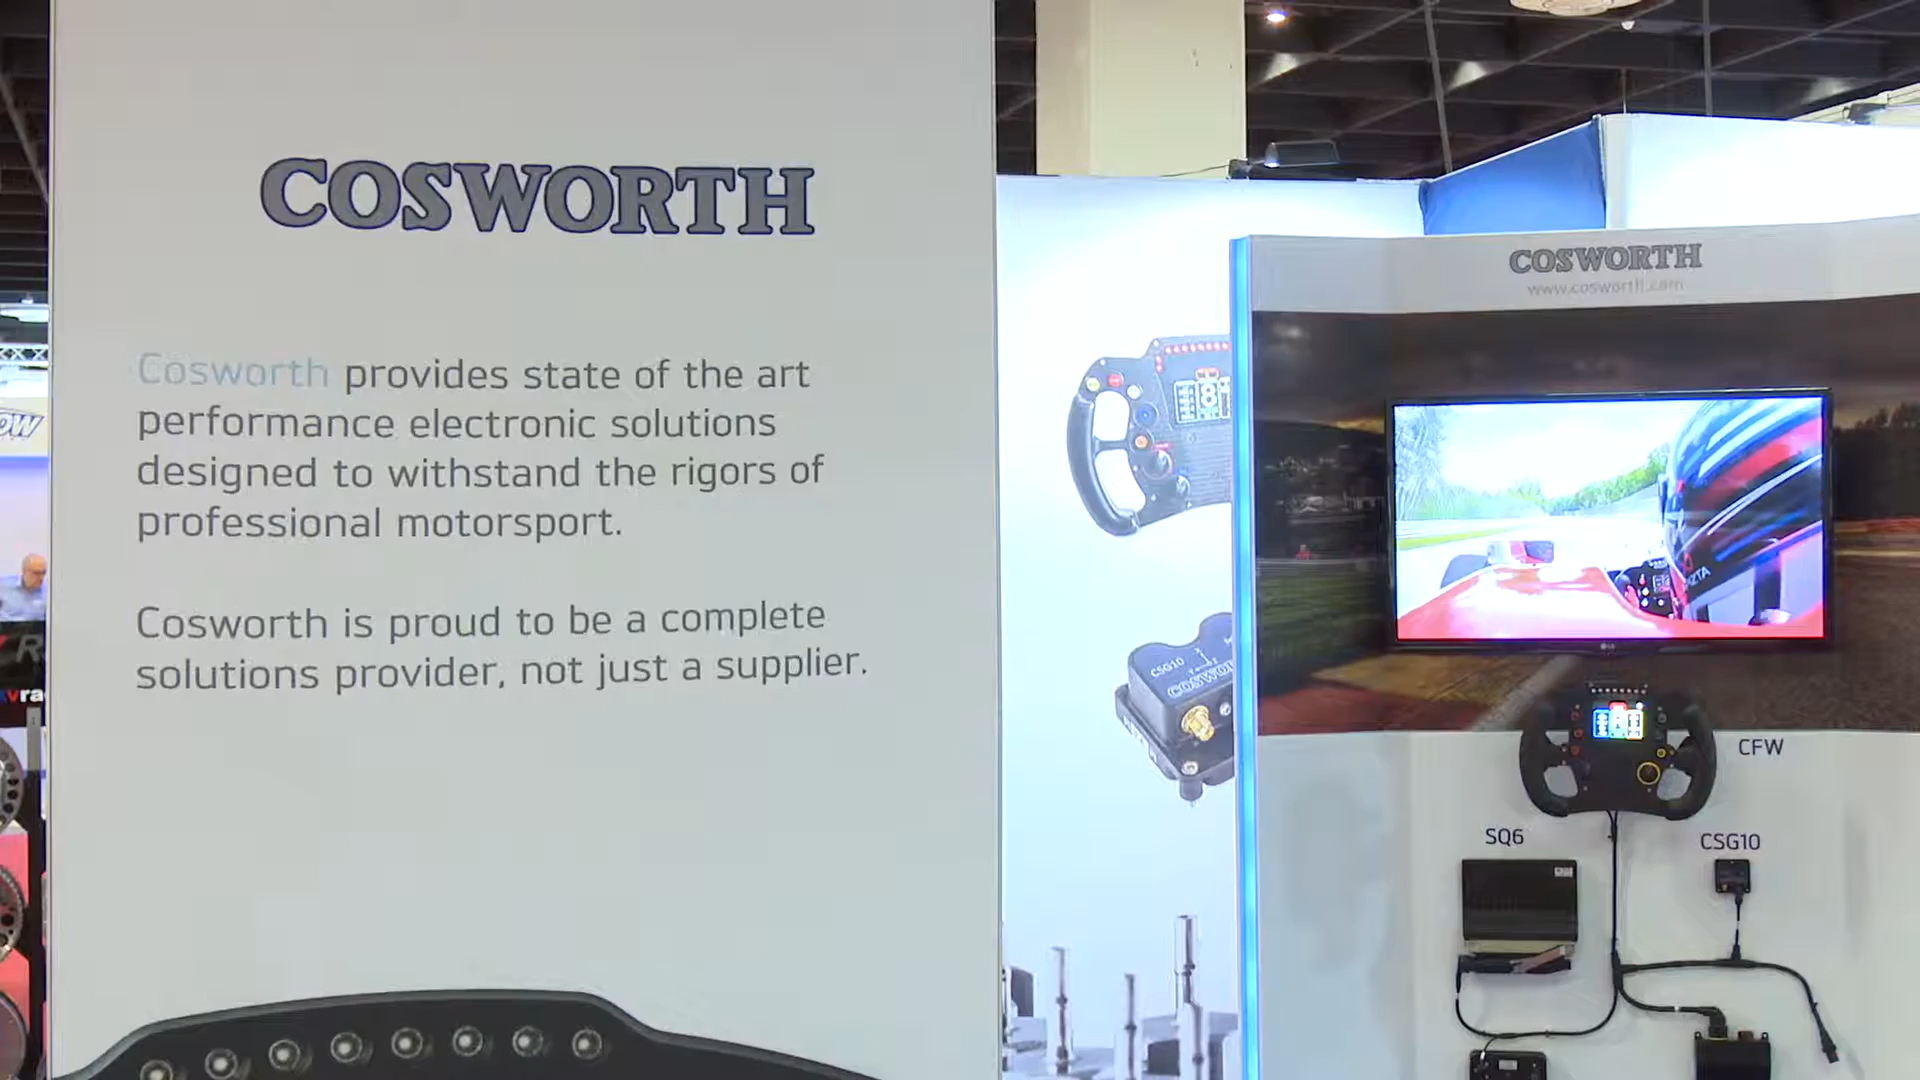 COSWORTH
Cosworth provides state of the art
performance electronic solutions
designed to withstand the rigors of
professional motorsport.
Cosworth is proud to be a complete
solutions provider, not just a supplier.
COSWORTH
www.cosworth.com
CFW
SQ6
CSG10
CSG10
LG